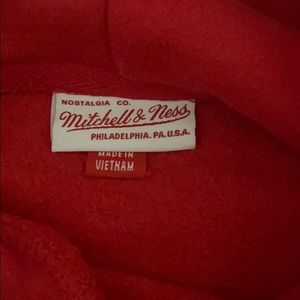 NOSTALGIA CO.
Mitchell & Ness
PHILADELPHIA, PA. U.S.A.
MADE IN
VIETNAM